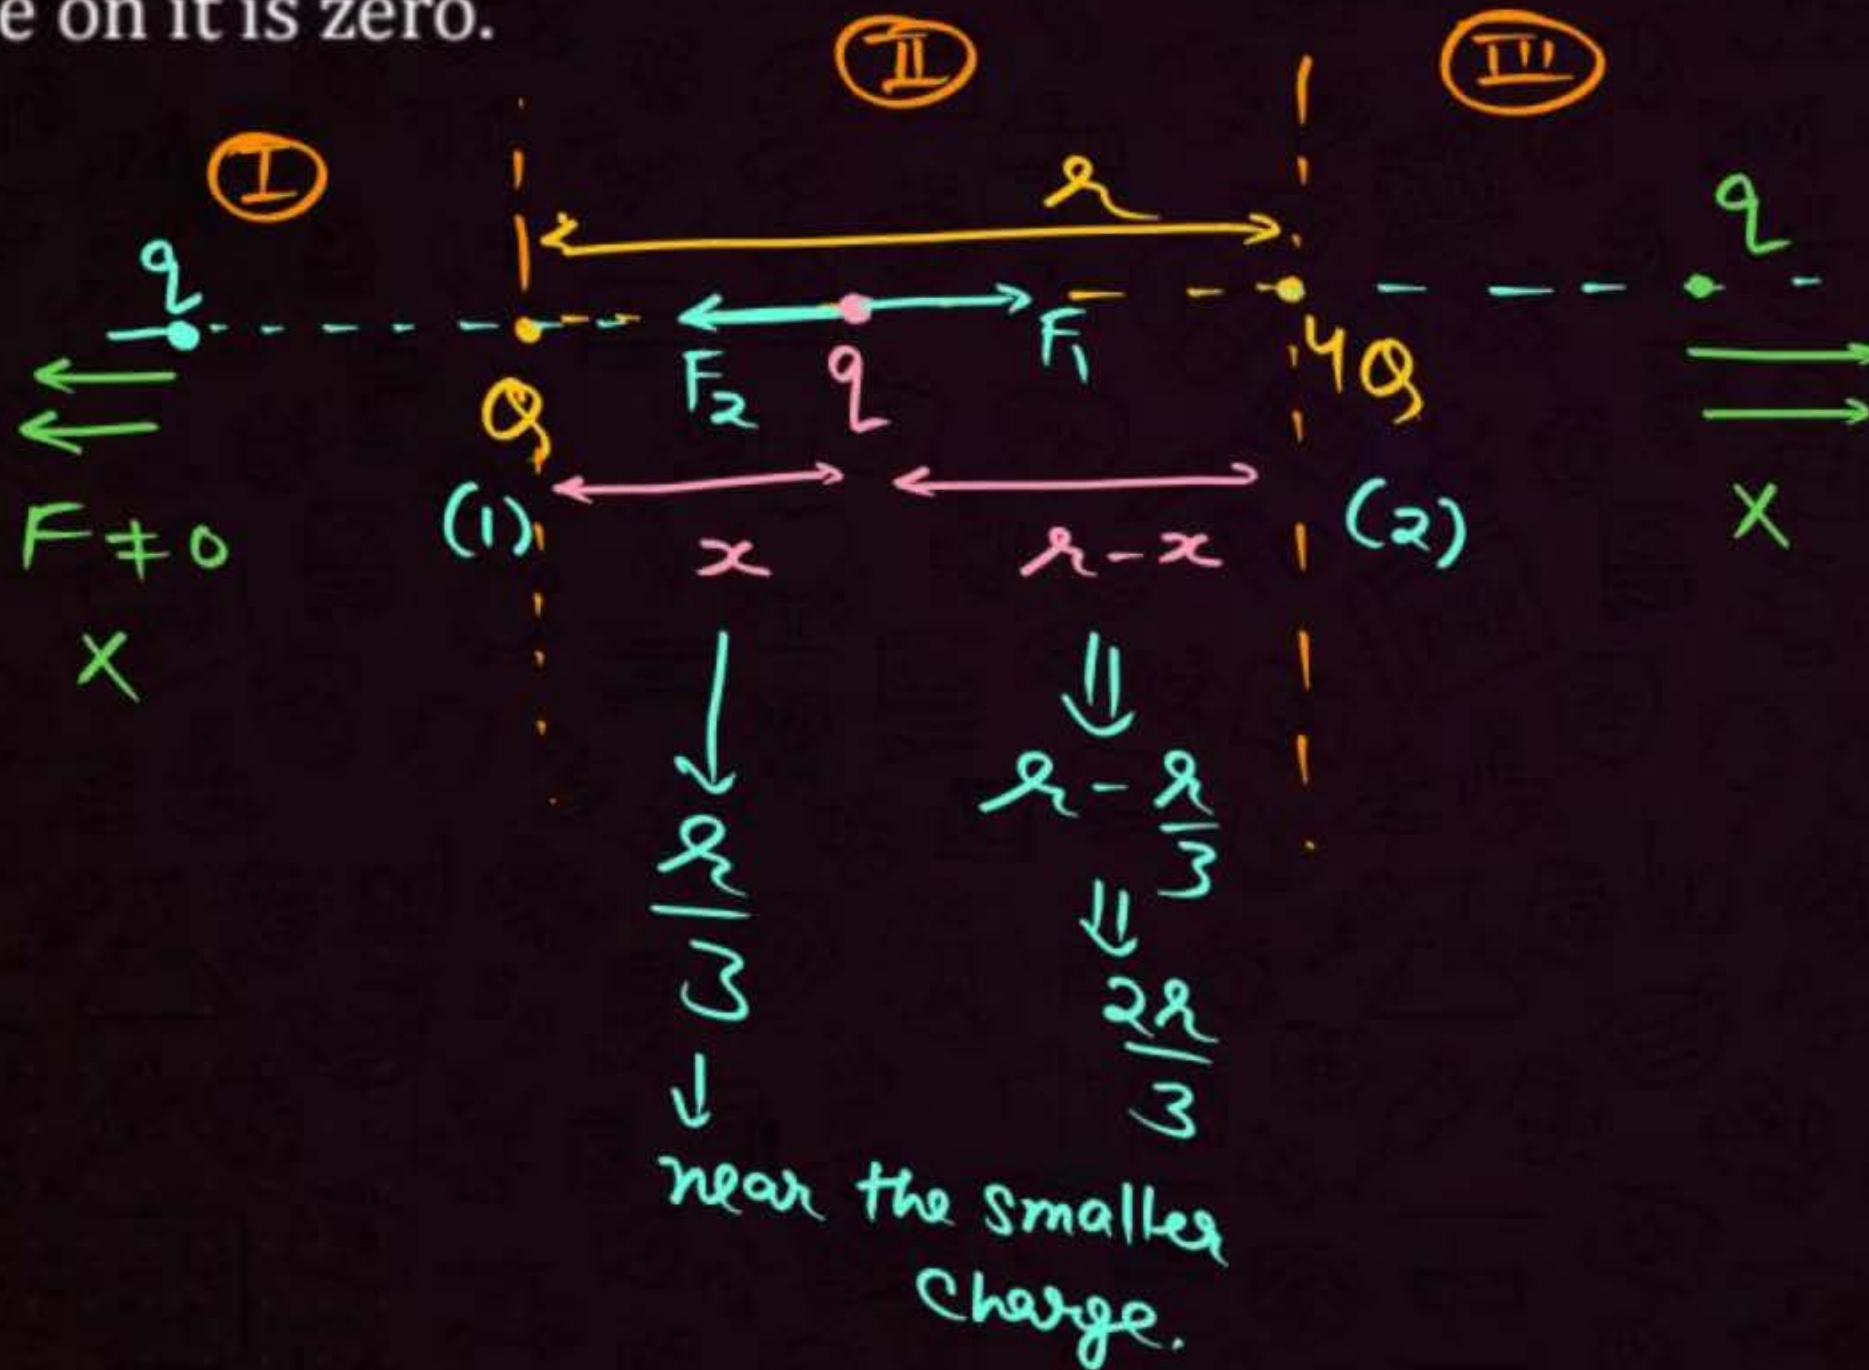 e on it is zero.
II
III
I
r
q
q
F₂
q
F₁
Q
4Q
(1)
(2)
F ≠ 0
x
r - x
X
X
r/3
r - r/3
2r/3
near the smaller
charge.